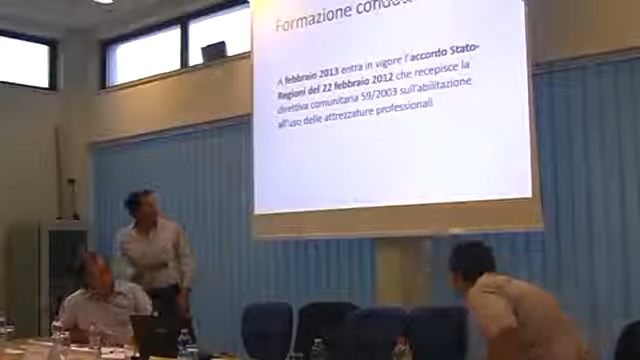 Formazione
A febbraio 2013 entra in vigore l'accordo Stato-
Regioni del 22 febbraio 2012 che recepisce la
direttiva comunitaria 59/2003 sull'abilitazione
all'uso delle attrezzature professionali